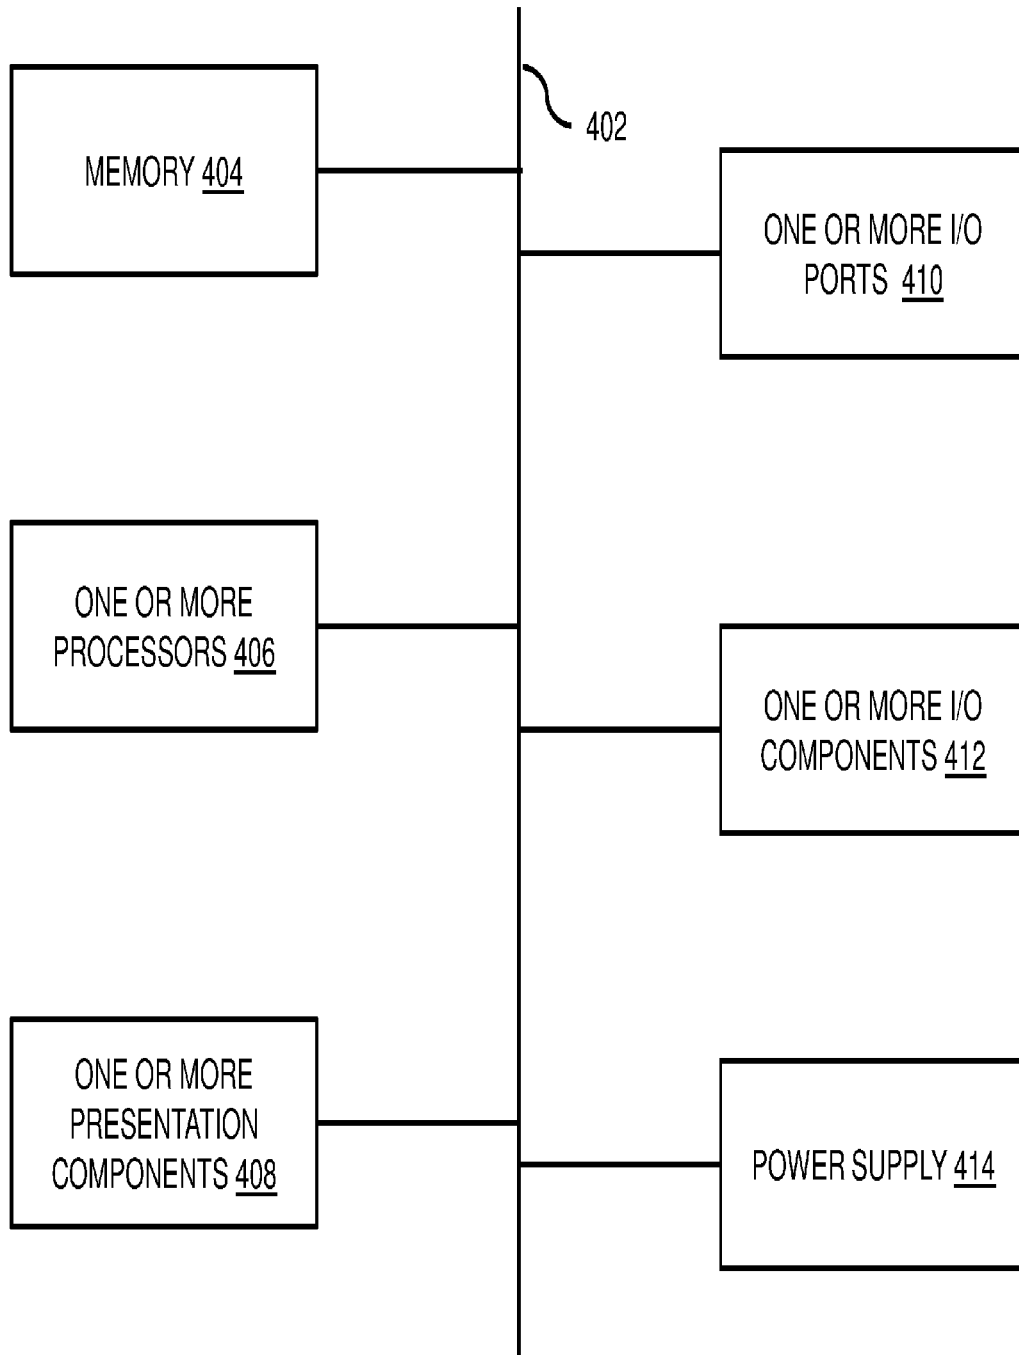 402
MEMORY 404
ONE OR MORE I/O
PORTS 410
ONE OR MORE
PROCESSORS 406
ONE OR MORE I/O
COMPONENTS 412
ONE OR MORE
PRESENTATION
COMPONENTS 408
POWER SUPPLY 414